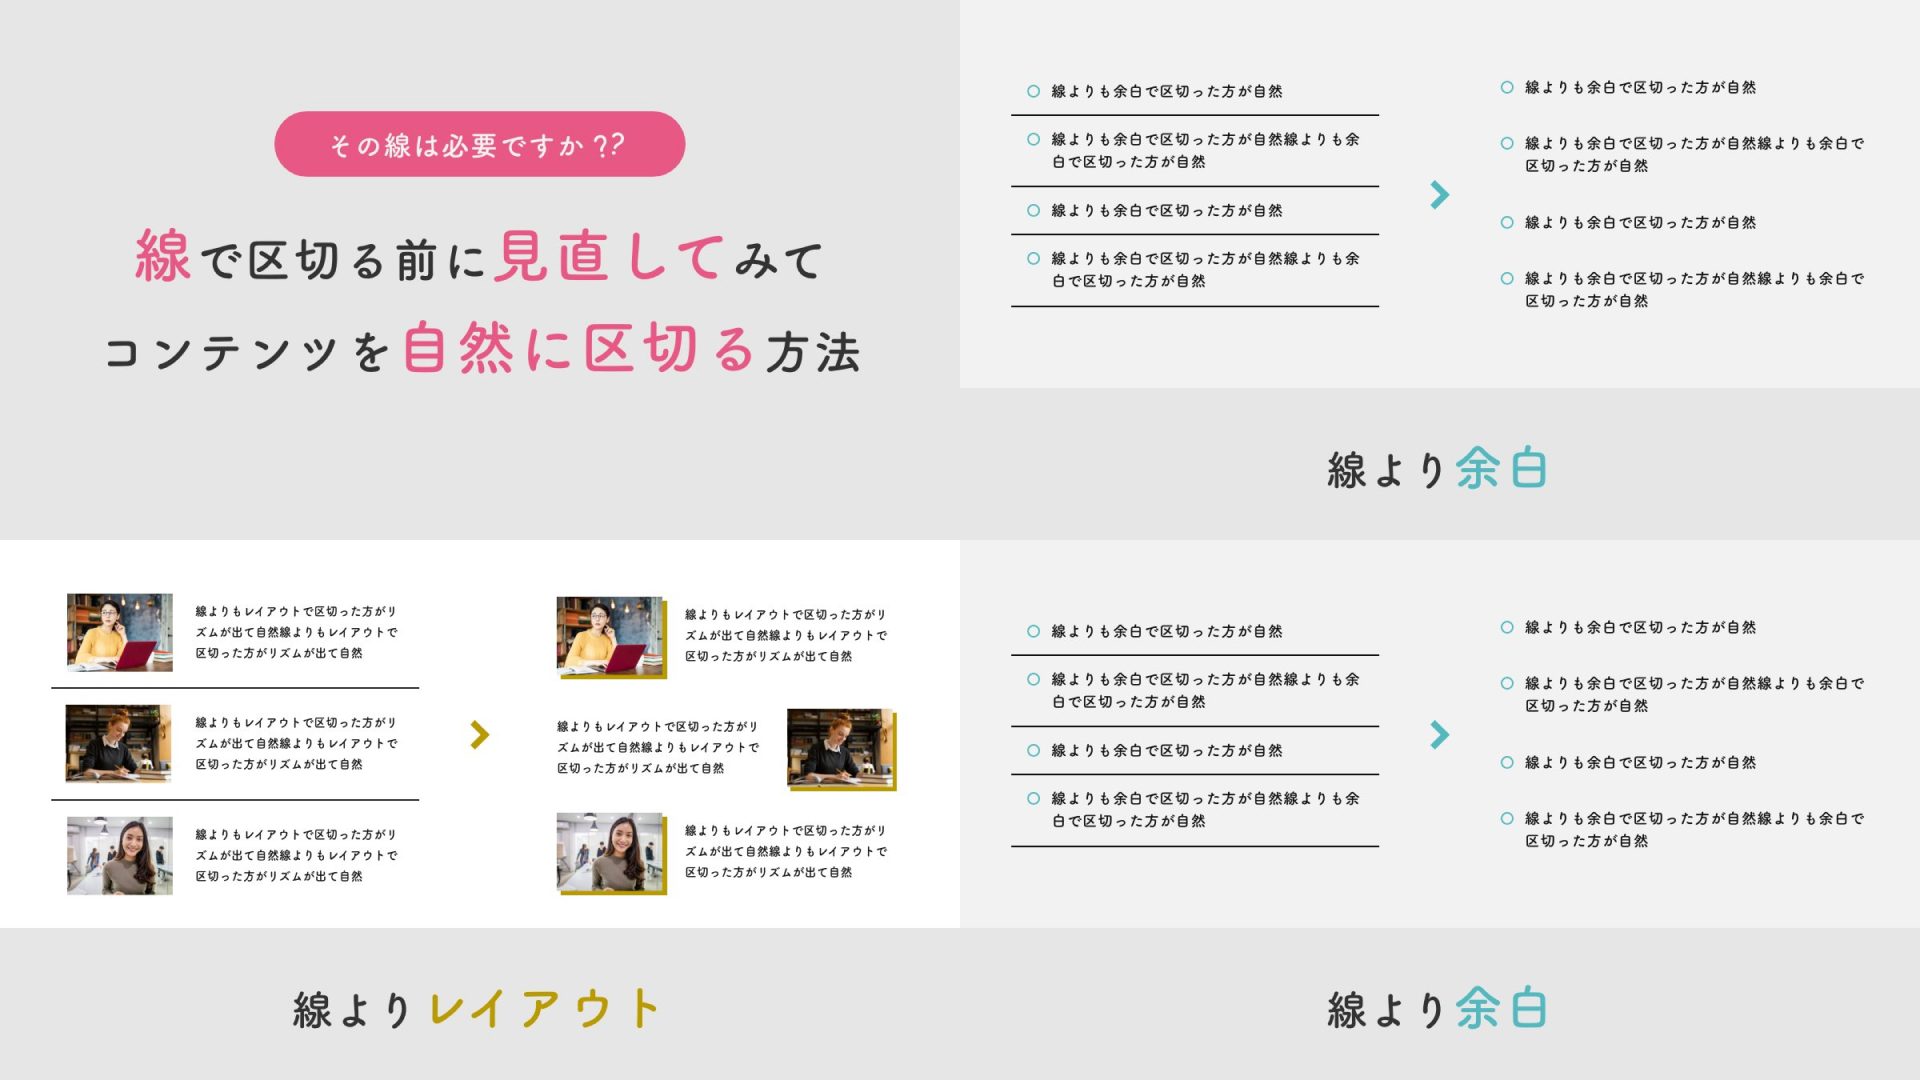 その線は必要ですか??
線で区切る前に見直してみて
コンテンツを自然に区切る方法
線よりも余白で区切った方が自然
線よりも余白で区切った方が自然線よりも余
白で区切った方が自然
線よりも余白で区切った方が自然
線よりも余白で区切った方が自然線よりも余
白で区切った方が自然
線よりも余白で区切った方が自然
線よりも余白で区切った方が自然線よりも余白で
区切った方が自然
線よりも余白で区切った方が自然
線よりも余白で区切った方が自然線よりも余白で
区切った方が自然
線より余白
線よりもレイアウトで区切った方がリ
ズムが出て自然線よりもレイアウトで
区切った方がリズムが出て自然
線よりもレイアウトで区切った方がリ
ズムが出て自然線よりもレイアウトで
区切った方がリズムが出て自然
線よりもレイアウトで区切った方がリ
ズムが出て自然線よりもレイアウトで
区切った方がリズムが出て自然
線よりもレイアウトで区切った方がリ
ズムが出て自然線よりもレイアウトで
区切った方がリズムが出て自然
線よりもレイアウトで区切った方がリ
ズムが出て自然線よりもレイアウトで
区切った方がリズムが出て自然
線よりもレイアウトで区切った方がリ
ズムが出て自然線よりもレイアウトで
区切った方がリズムが出て自然
線よりレイアウト
線よりも余白で区切った方が自然
線よりも余白で区切った方が自然線よりも余
白で区切った方が自然
線よりも余白で区切った方が自然
線よりも余白で区切った方が自然線よりも余
白で区切った方が自然
線よりも余白で区切った方が自然
線よりも余白で区切った方が自然線よりも余白で
区切った方が自然
線よりも余白で区切った方が自然
線よりも余白で区切った方が自然線よりも余白で
区切った方が自然
線より余白